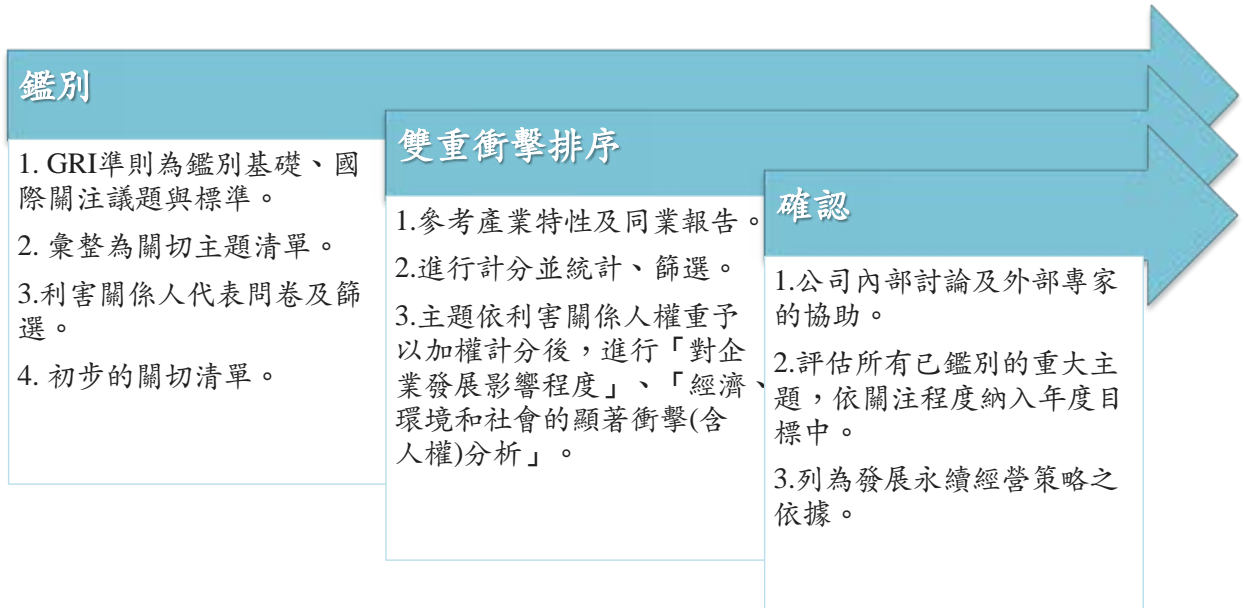 鑑別
1. GRI準則為鑑別基礎、國
際關注議題與標準。
2. 彙整為關切主題清單。
3.利害關係人代表問卷及篩
選。
4. 初步的關切清單。
雙重衝擊排序
1.參考產業特性及同業報告。
2.進行計分並統計、篩選。
3.主題依利害關係人權重予
以加權計分後，進行「對企
業發展影響程度」、「經濟、
環境和社會的顯著衝擊(含
人權)分析」。
確認
1.公司內部討論及外部專家
的協助。
2.評估所有已鑑別的重大主
題，依關注程度納入年度目
標中。
3.列為發展永續經營策略之
依據。